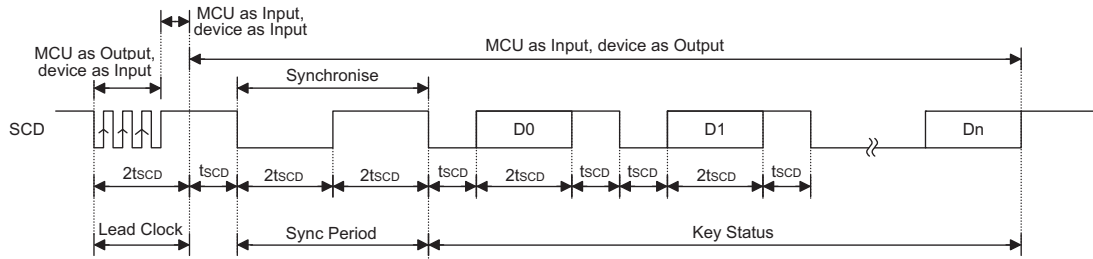 MCU as Input,
device as Input
MCU as Output,
device as Input
MCU as Input, device as Output
Synchronise
SCD
D0
D1
Dn
2tSCD
tSCD
2tSCD
2tSCD
tSCD
2tSCD
tSCD
tSCD
2tSCD
tSCD
Lead Clock
Sync Period
Key Status